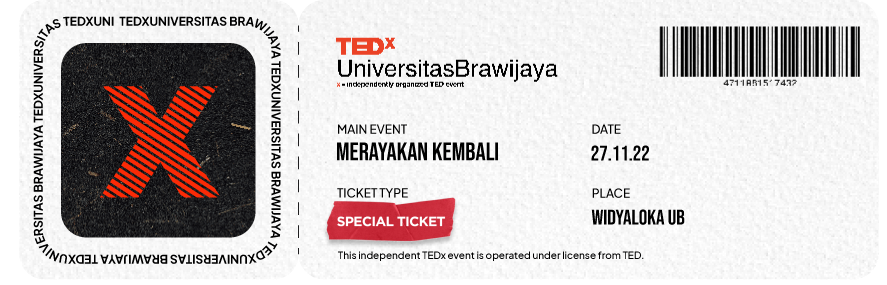 TEDXUNIVERSITAS BRAWIJAYA TEDXUNI TEDXUNIVERSITAS BRAWIJAYA TEDXUNIVERSITAS BRAWIJAYA TEDXUNIVERSITAS BRAWIJAYA TEDXUNIVERSITAS BRAWIJAYA
X
TEDx
UniversitasBrawijaya
x = independently organized TED event
MAIN EVENT
MERAYAKAN KEMBALI
DATE
27.11.22
TICKET TYPE
SPECIAL TICKET
PLACE
WIDYALOKA UB
This independent TEDx event is operated under license from TED.